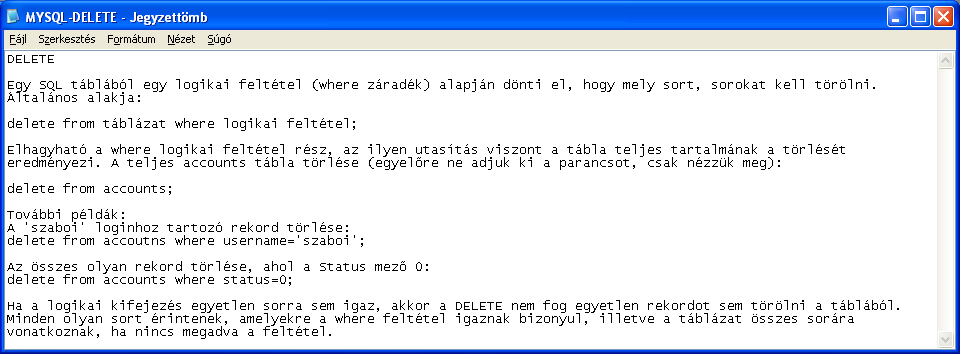 MYSQL-DELETE - Jegyzettömb
Fájl Szerkesztés Formátum Nézet Súgó
DELETE
Egy SQL táblából egy logikai feltétel (where záradék) alapján dönti el, hogy mely sort, sorokat kell törölni.
Általános alakja:
delete from táblázat where logikai feltétel;
Elhagyható a where logikai feltétel rész, az ilyen utasítás viszont a tábla teljes tartalmának a törlését
eredményezi. A teljes accounts tábla törlése (egyelőre ne adjuk ki a parancsot, csak nézzük meg):
delete from accounts;
További példák:
A 'szaboi' loginhoz tartozó rekord törlése:
delete from accoutns where username='szaboi';
Az összes olyan rekord törlése, ahol a Status mező 0:
delete from accounts where status=0;
Ha a logikai kifejezés egyetlen sorra sem igaz, akkor a DELETE nem fog egyetlen rekordot sem törölni a táblából.
Minden olyan sort érintenek, amelyekre a where feltétel igaznak bizonyul, illetve a táblázat összes sorára
vonatkoznak, ha nincs megadva a feltétel.